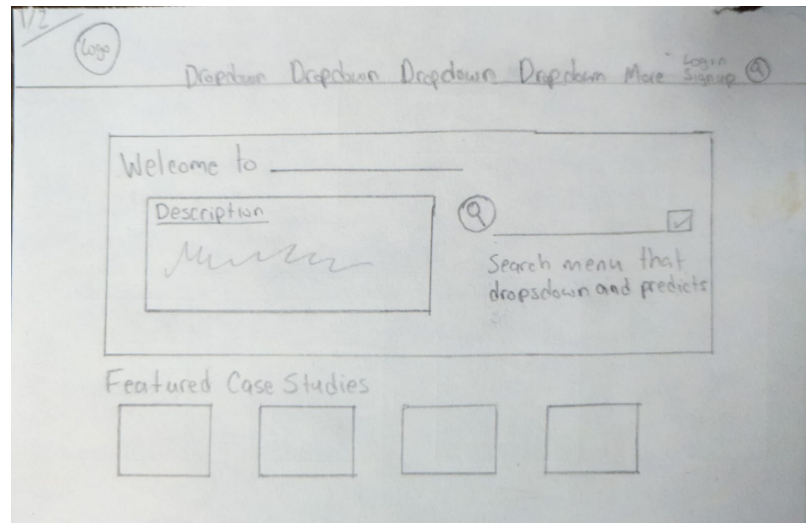 1/2
Logo
Dropdown Dropdown Dropdown Dropdown More Login
Signup
Welcome to
Description
Search menu that
dropsdown and predicts
Featured Case Studies